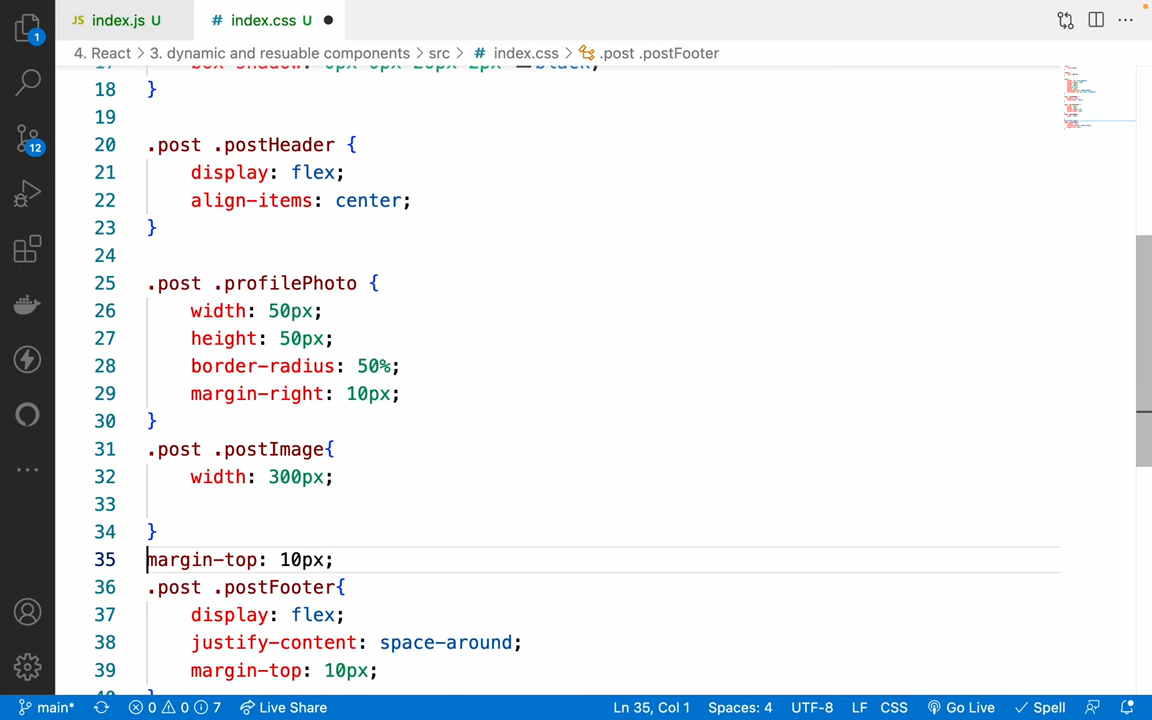 JS index.js U # index.css U
1
4. React > 3. dynamic and resuable components > src > # index.css > .post .postFooter
17 box-shadow: 0px 0px 20px 2px black;
18 }
19
20 .post .postHeader {
21 display: flex;
22 align-items: center;
23 }
24
25 .post .profilePhoto {
26 width: 50px;
27 height: 50px;
28 border-radius: 50%;
29 margin-right: 10px;
30 }
31 .post .postImage{
32 width: 300px;
33
34 }
35 margin-top: 10px;
36 .post .postFooter{
37 display: flex;
38 justify-content: space-around;
39 margin-top: 10px;
40 }
12
main* 0 0 7 Live Share Ln 35, Col 1 Spaces: 4 UTF-8 LF CSS Go Live Spell